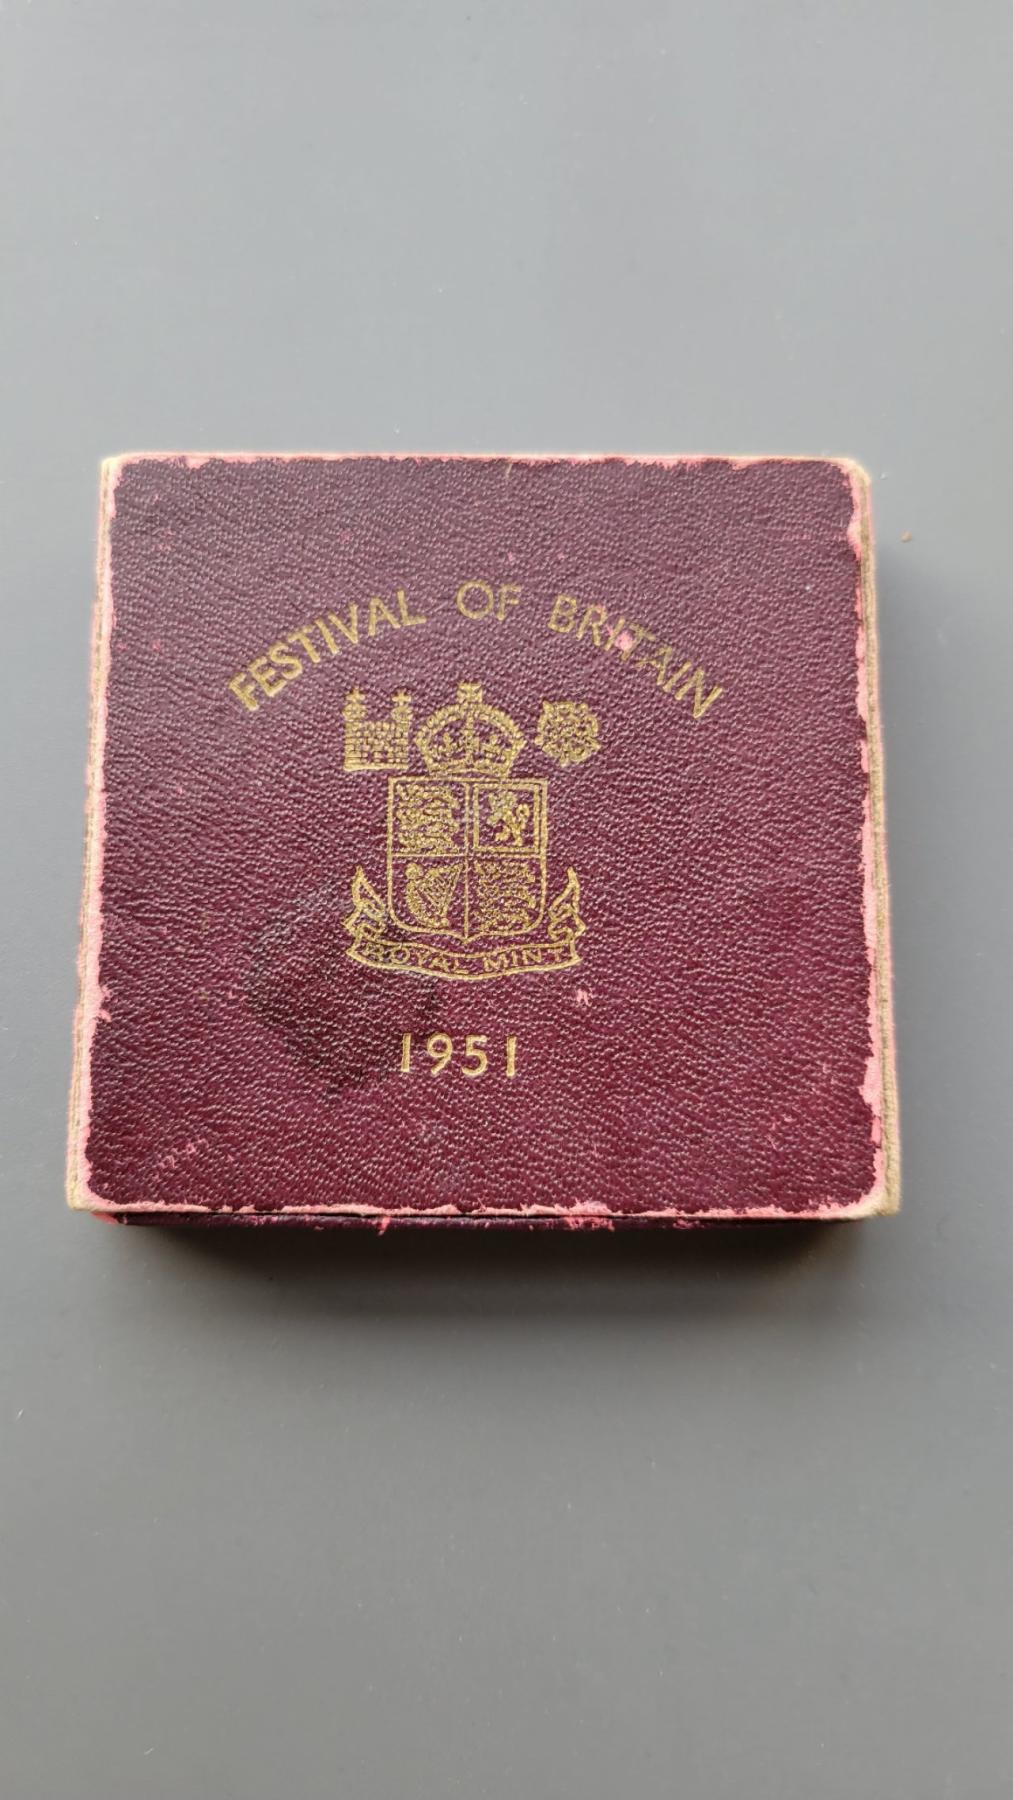 FESTIVAL OF BRITAIN
ROYAL MINT
1951